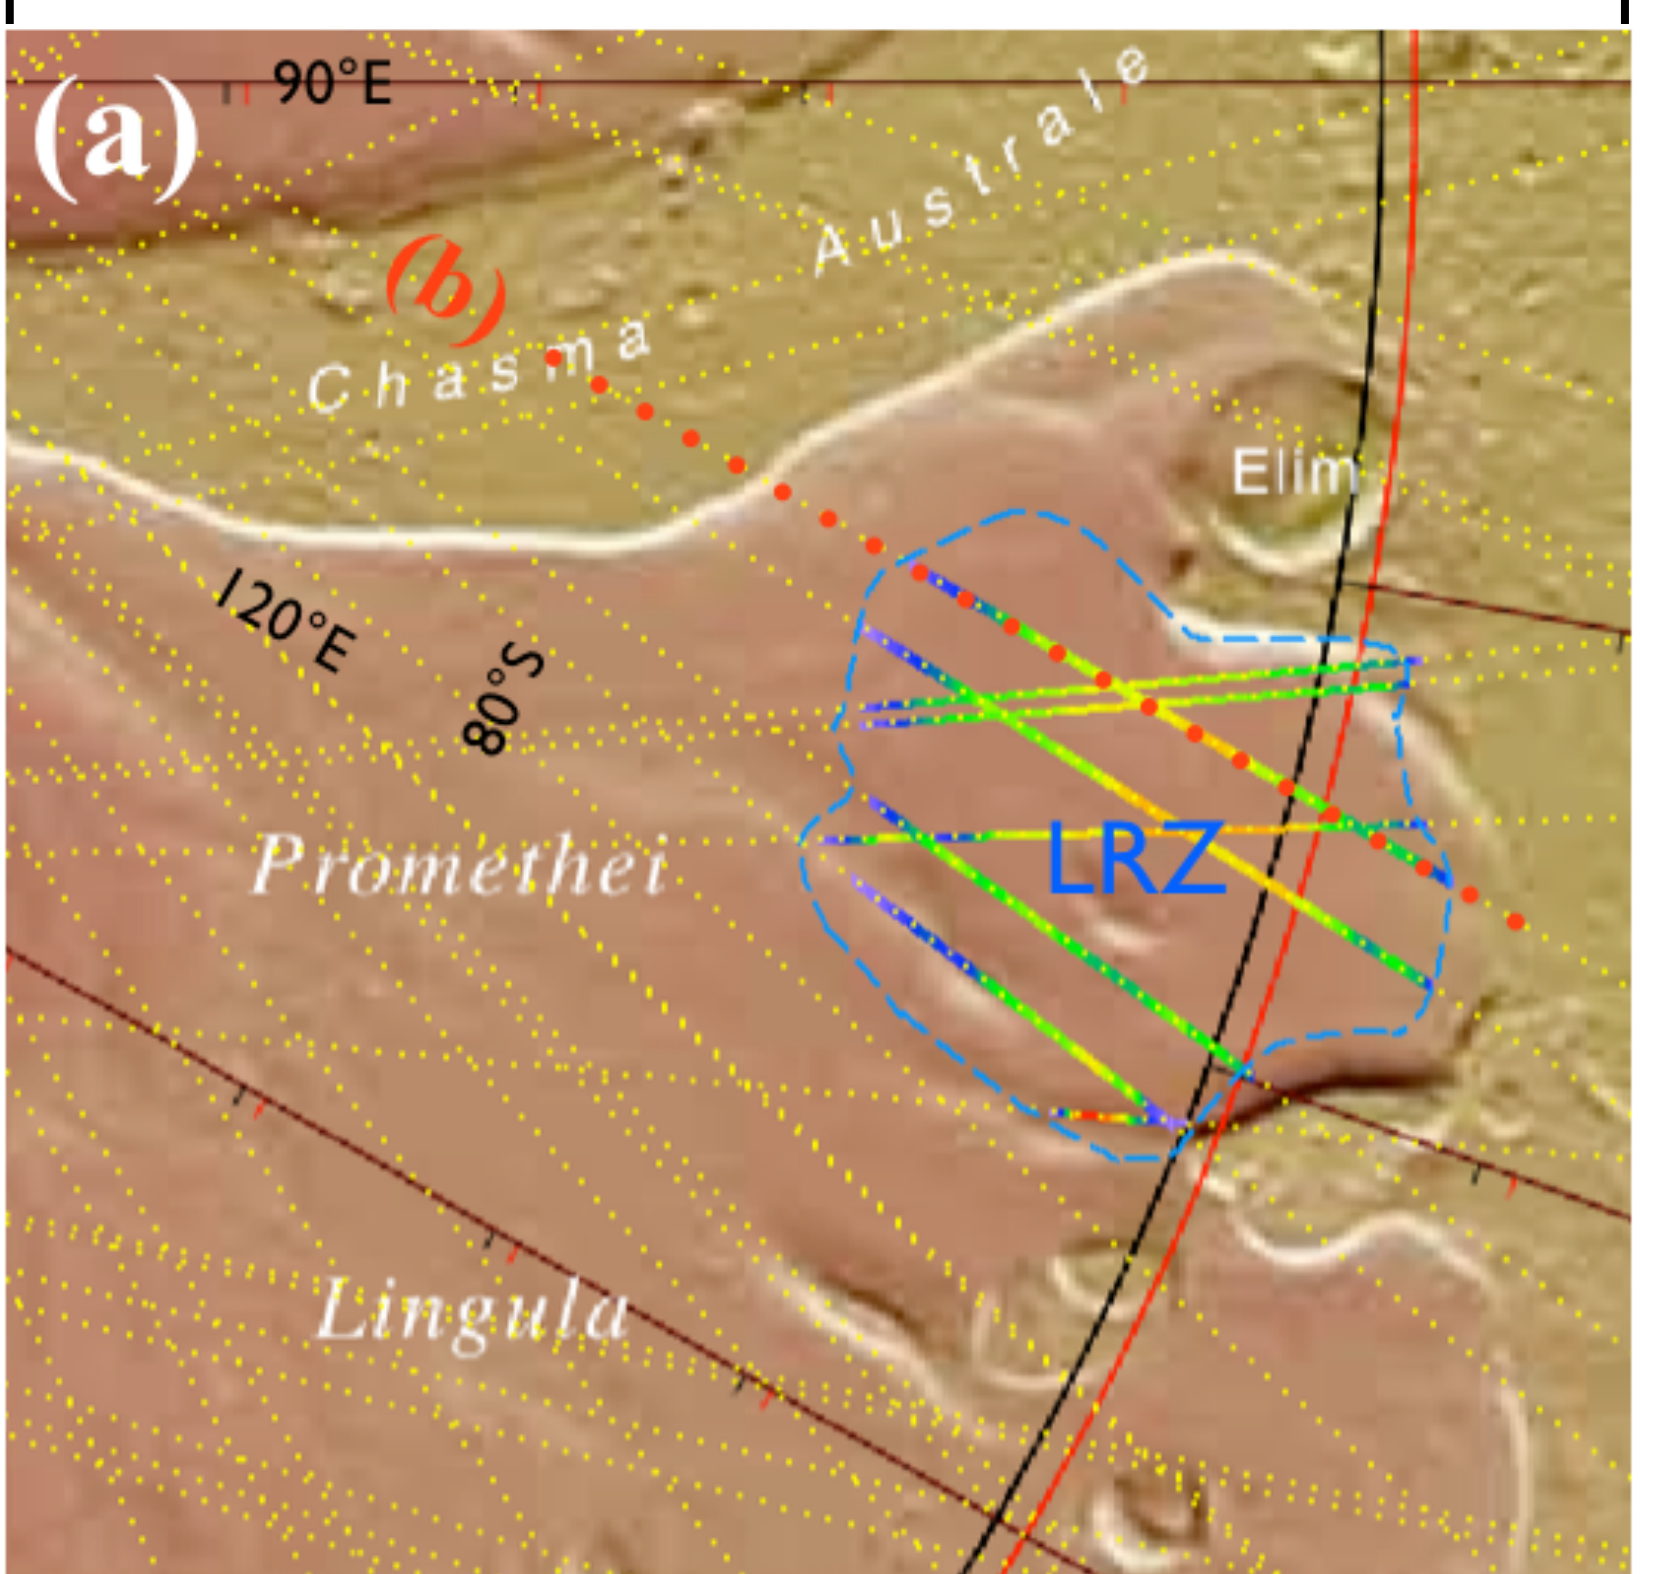 (a)
90°E
Chasma Australe
(b)
Elim
120°E
80°S
LRZ
Promethei
Lingula